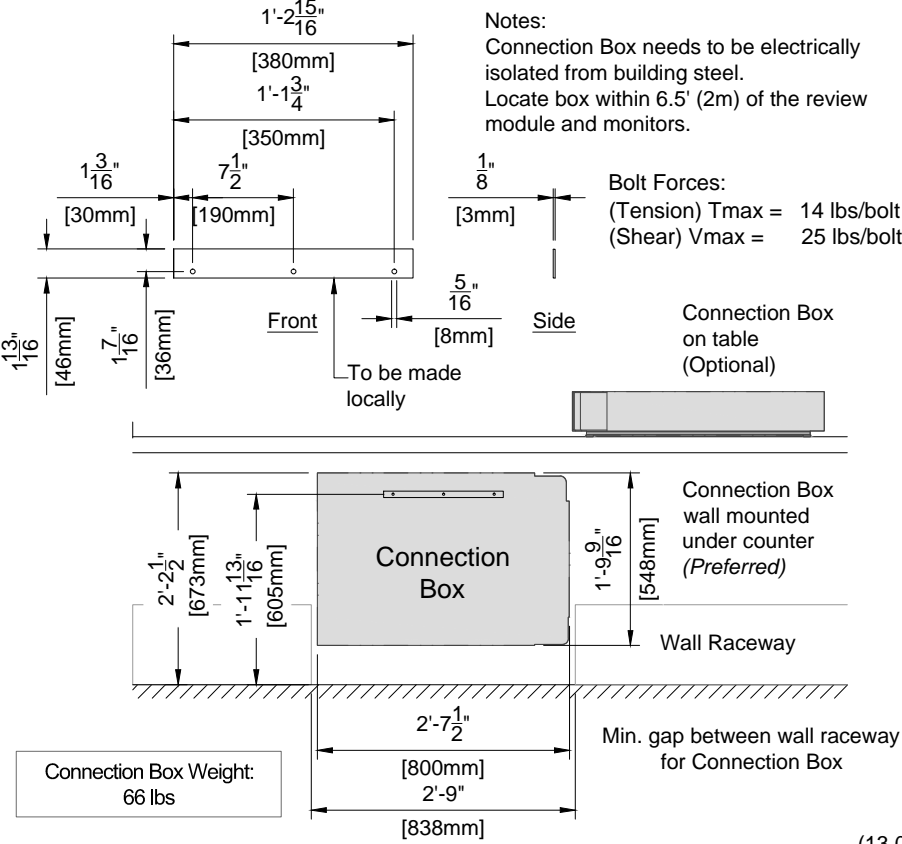 1'-2 15/16"
[380mm]
1'-1 3/4"
[350mm]
1 3/16"
[30mm]
7 1/2"
[190mm]
1/8"
[3mm]
Notes:
Connection Box needs to be electrically
isolated from building steel.
Locate box within 6.5' (2m) of the review
module and monitors.
Bolt Forces:
(Tension) Tmax = 14 lbs/bolt
(Shear) Vmax = 25 lbs/bolt
1 13/16"
[46mm]
1 7/16"
[36mm]
Front
5/16"
[8mm]
Side
To be made
locally
Connection Box
on table
(Optional)
2'-2 1/2"
[673mm]
1'-11 13/16"
[605mm]
Connection
Box
1'-9 9/16"
[548mm]
Connection Box
wall mounted
under counter
(Preferred)
Wall Raceway
2'-7 1/2"
[800mm]
2'-9"
[838mm]
Min. gap between wall raceway
for Connection Box
Connection Box Weight:
66 lbs